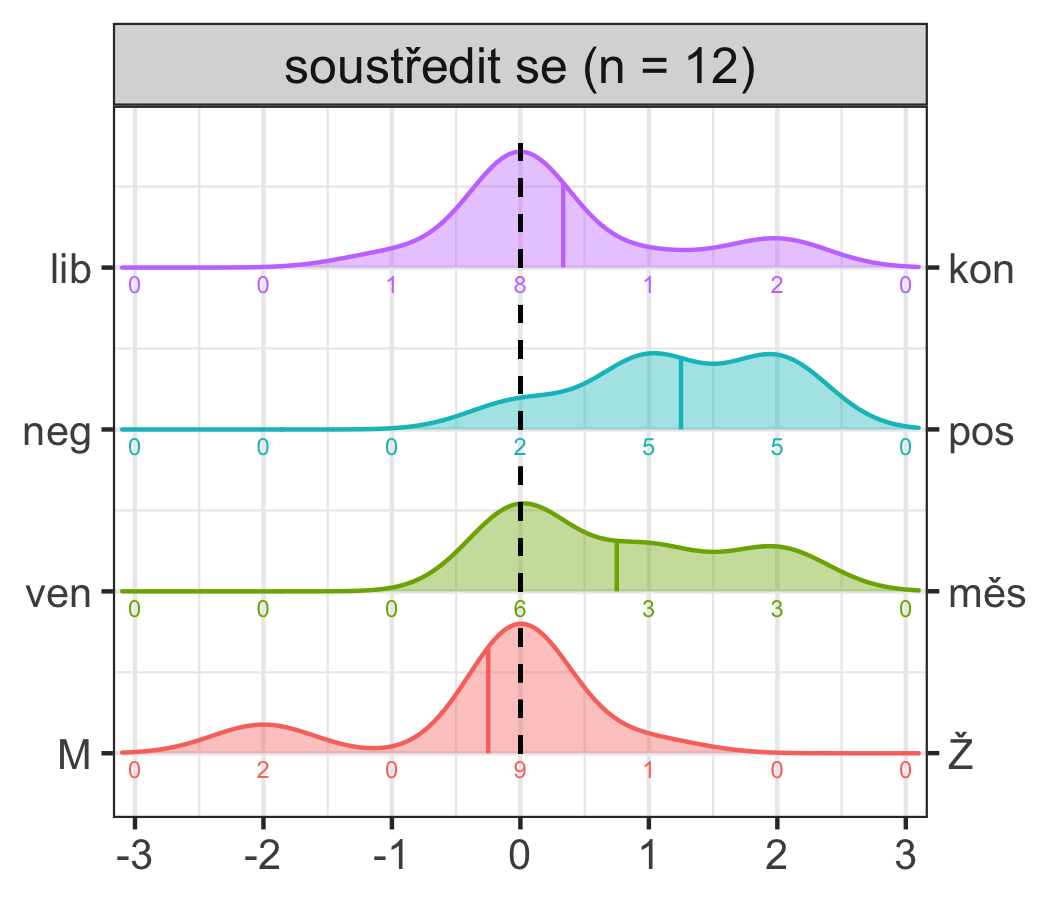 soustředit se (n = 12)
lib kon
0 0 1 8 1 2 0
neg pos
0 0 0 2 5 5 0
ven měs
0 0 0 6 3 3 0
M Ž
0 2 0 9 1 0 0
-3 -2 -1 0 1 2 3